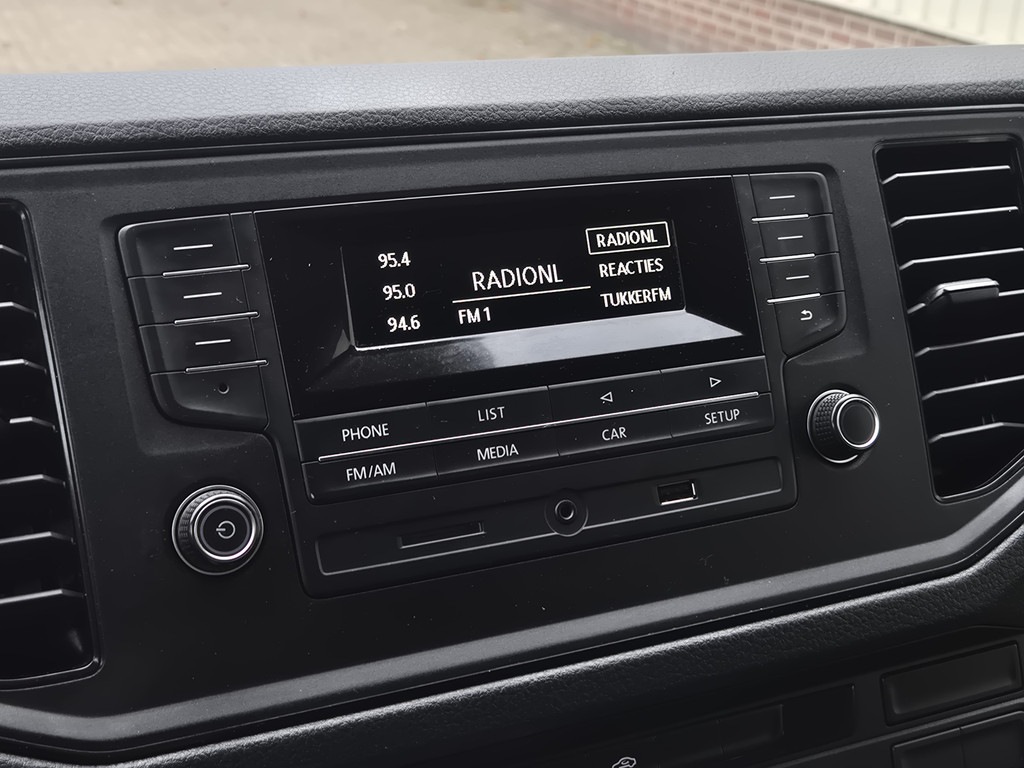 95.4
95.0
94.6
RADIONL
FM 1
RADIONL
REACTIES
TUKKERFM
PHONE
LIST
FM/AM
MEDIA
CAR
SETUP